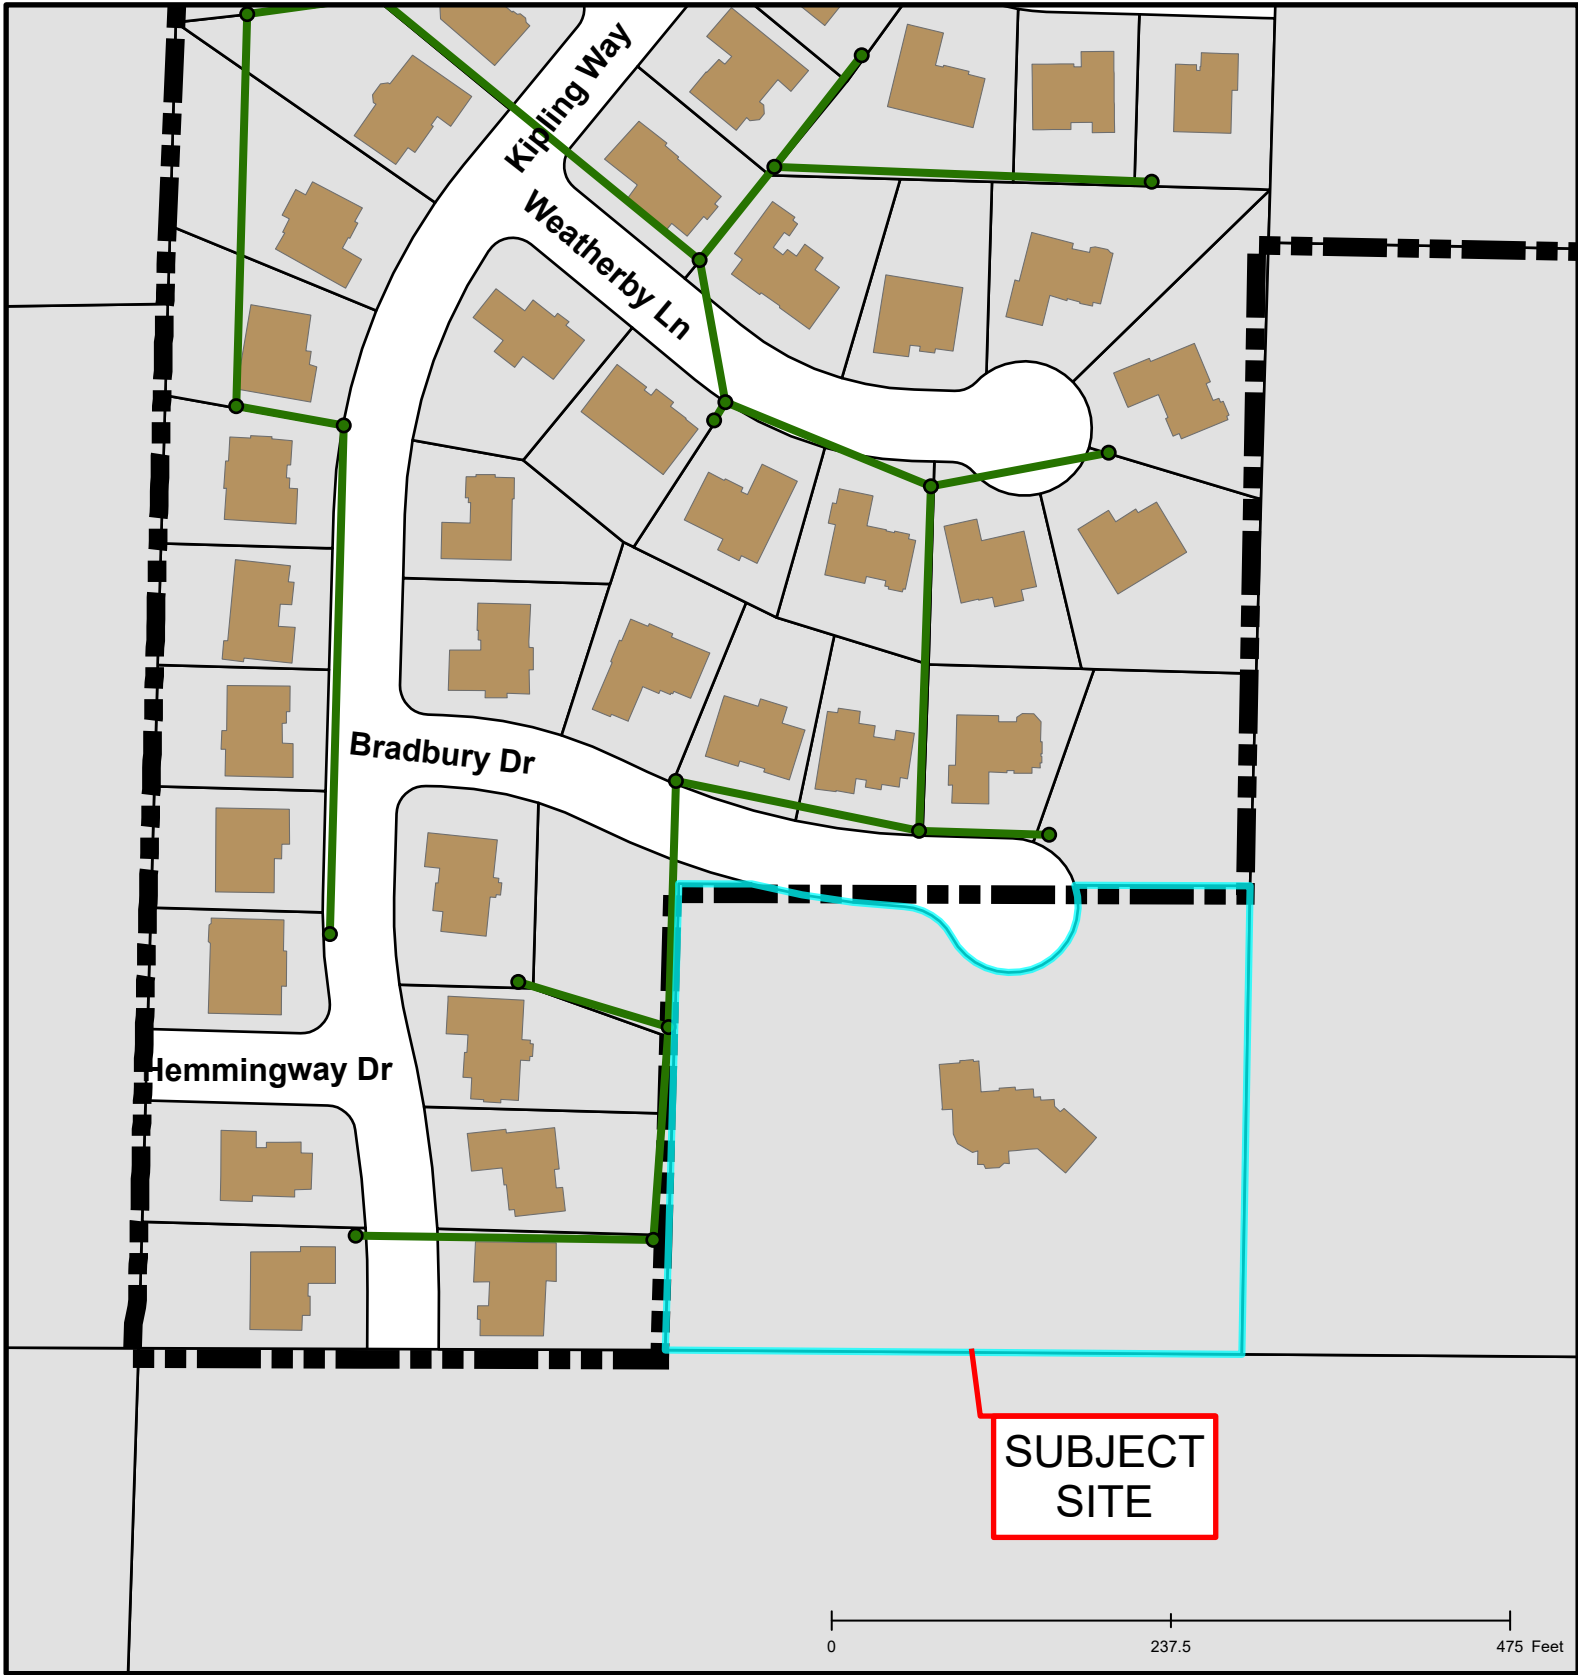 Kipling Way
Weatherby Ln
Bradbury Dr
Hemmingway Dr
SUBJECT
SITE
0 237.5 475 Feet